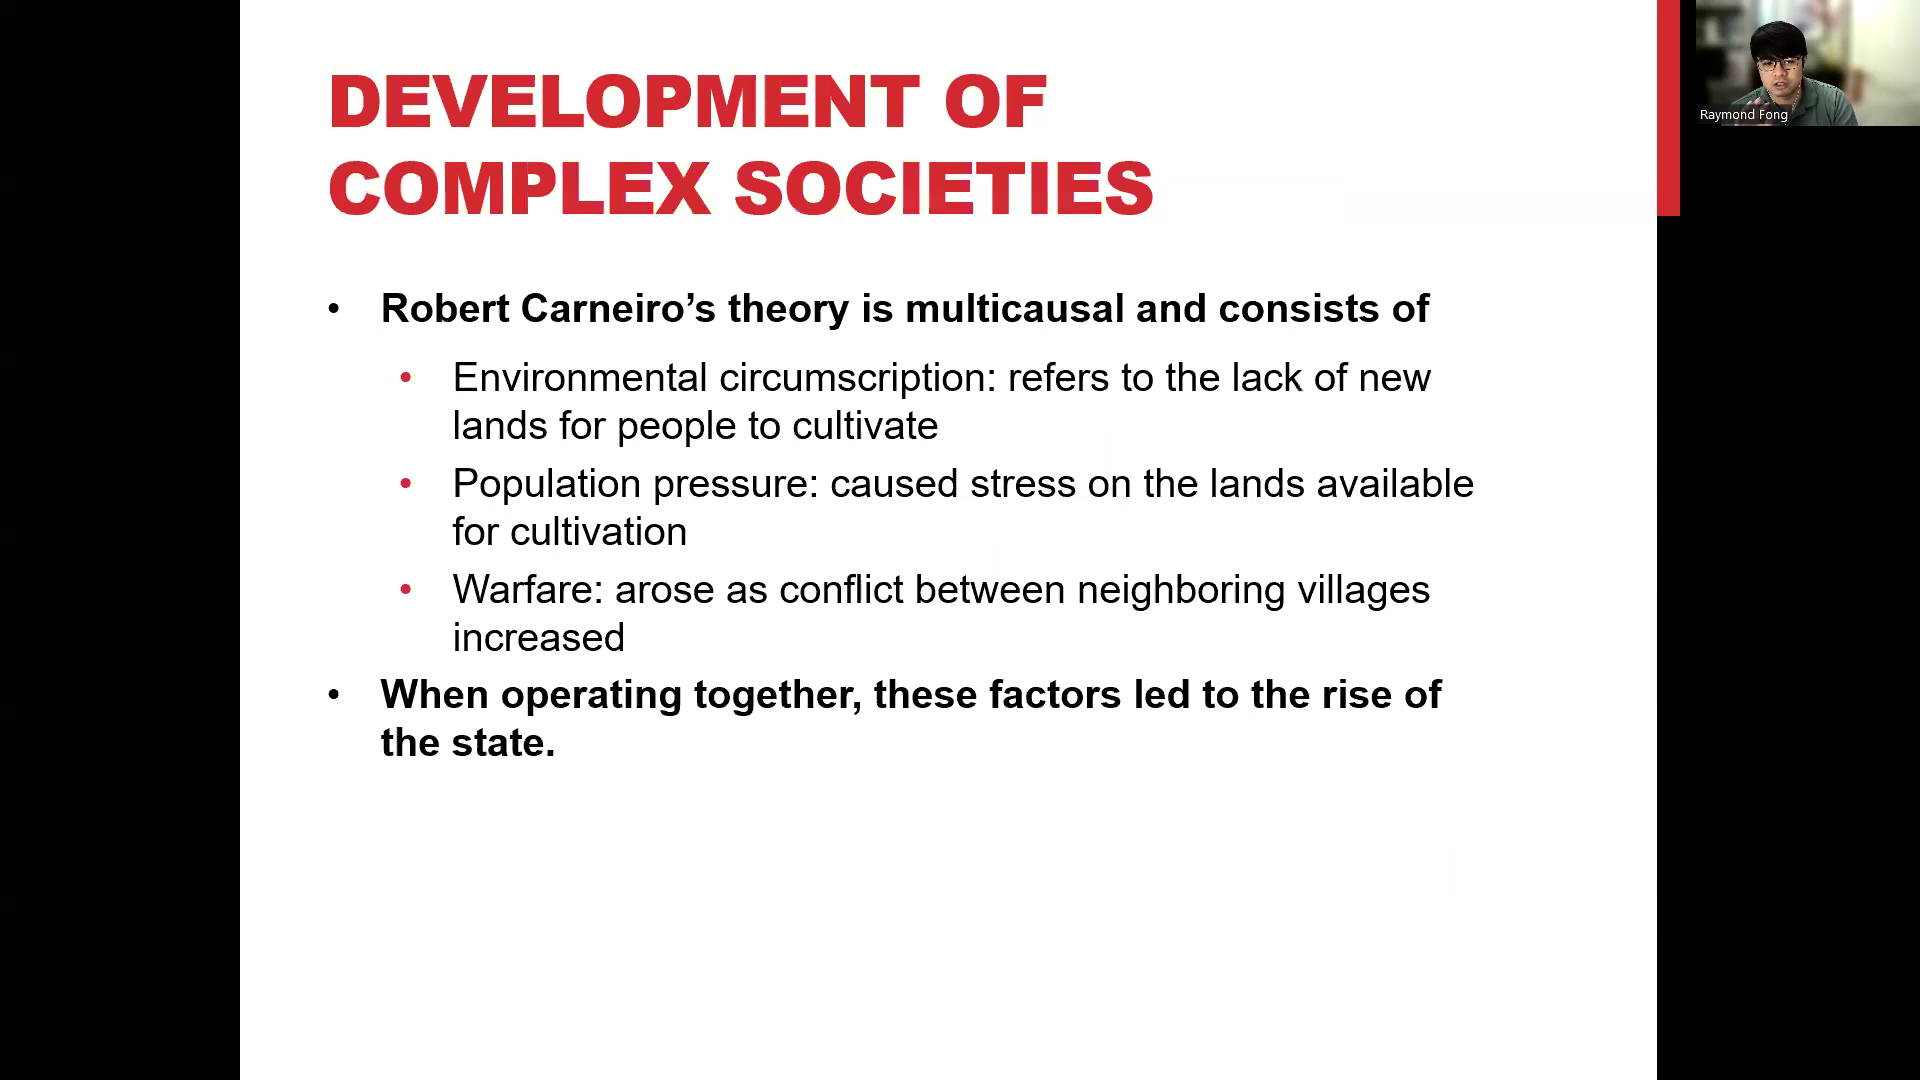 DEVELOPMENT OF
COMPLEX SOCIETIES
• Robert Carneiro’s theory is multicausal and consists of
• Environmental circumscription: refers to the lack of new
lands for people to cultivate
• Population pressure: caused stress on the lands available
for cultivation
• Warfare: arose as conflict between neighboring villages
increased
• When operating together, these factors led to the rise of
the state.
Raymond Fong